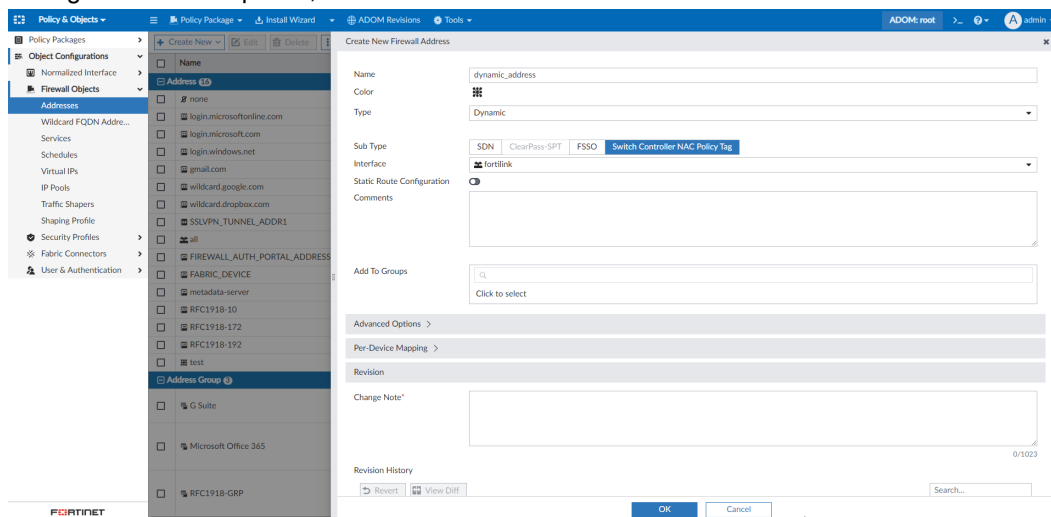 Policy & Objects
Policy Package
Install Wizard
ADOM Revisions
Tools
ADOM: root
>_
A admin
Policy Packages
Object Configurations
Normalized Interface
Firewall Objects
Addresses
Wildcard FQDN Addre...
Services
Schedules
Virtual IPs
IP Pools
Traffic Shapers
Shaping Profile
Security Profiles
Fabric Connectors
User & Authentication
FORTINET
+ Create New
Edit
Delete
Name
Address 16
none
login.microsoftonline.com
login.microsoft.com
login.windows.net
gmail.com
wildcard.google.com
wildcard.dropbox.com
SSLVPN_TUNNEL_ADDR1
all
FIREWALL_AUTH_PORTAL_ADDRESS
FABRIC_DEVICE
metadata-server
RFC1918-10
RFC1918-172
RFC1918-192
test
Address Group 3
G Suite
Microsoft Office 365
RFC1918-GRP
Create New Firewall Address
Name dynamic_address
Color
Type Dynamic
Sub Type SDN ClearPass-SPT FSSO Switch Controller NAC Policy Tag
Interface fortilink
Static Route Configuration
Comments
Add To Groups
Click to select
Advanced Options >
Per-Device Mapping >
Revision
Change Note*
0/1023
Revision History
Revert View Diff Search...
OK Cancel